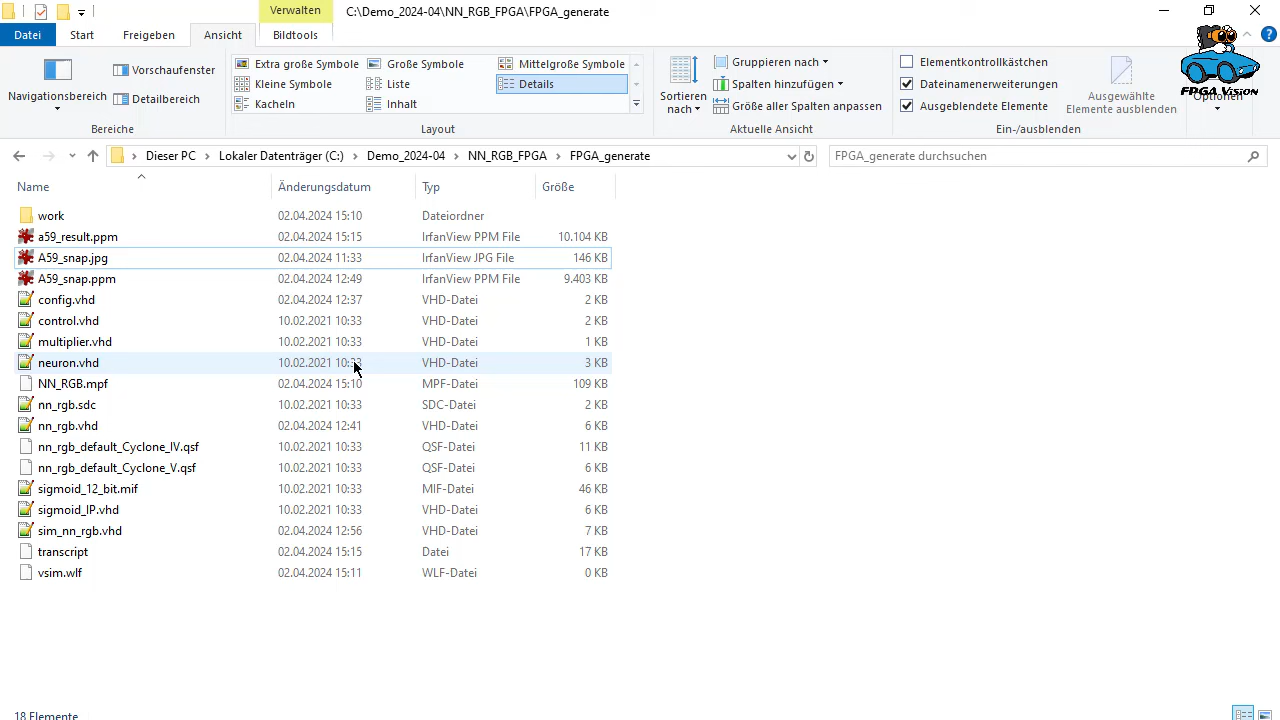 Verwalten
C:\Demo_2024-04\NN_RGB_FPGA\FPGA_generate
Datei Start Freigeben Ansicht Bildtools
Navigationsbereich
Vorschaufenster
Detailbereich
Bereiche
Extra große Symbole Große Symbole Mittelgroße Symbole
Kleine Symbole Liste Details
Kacheln Inhalt
Layout
Sortieren nach
Gruppieren nach
Spalten hinzufügen
Größe aller Spalten anpassen
Aktuelle Ansicht
Elementkontrollkästchen
Dateinamenerweiterungen
Ausgeblendete Elemente
Ausgewählte
Elemente ausblenden
Ein-/ausblenden
Optionen
FPGA Vision
Dieser PC Lokaler Datenträger (C:) Demo_2024-04 NN_RGB_FPGA FPGA_generate
FPGA_generate durchsuchen
Name Änderungsdatum Typ Größe
work 02.04.2024 15:10 Dateiordner
a59_result.ppm 02.04.2024 15:15 IrfanView PPM File 10.104 KB
A59_snap.jpg 02.04.2024 11:33 IrfanView JPG File 146 KB
A59_snap.ppm 02.04.2024 12:49 IrfanView PPM File 9.403 KB
config.vhd 02.04.2024 12:37 VHD-Datei 2 KB
control.vhd 10.02.2021 10:33 VHD-Datei 2 KB
multiplier.vhd 10.02.2021 10:33 VHD-Datei 1 KB
neuron.vhd 10.02.2021 10:33 VHD-Datei 3 KB
NN_RGB.mpf 02.04.2024 15:10 MPF-Datei 109 KB
nn_rgb.sdc 10.02.2021 10:33 SDC-Datei 2 KB
nn_rgb.vhd 02.04.2024 12:41 VHD-Datei 6 KB
nn_rgb_default_Cyclone_IV.qsf 10.02.2021 10:33 QSF-Datei 11 KB
nn_rgb_default_Cyclone_V.qsf 10.02.2021 10:33 QSF-Datei 6 KB
sigmoid_12_bit.mif 10.02.2021 10:33 MIF-Datei 46 KB
sigmoid_IP.vhd 10.02.2021 10:33 VHD-Datei 6 KB
sim_nn_rgb.vhd 02.04.2024 12:56 VHD-Datei 7 KB
transcript 02.04.2024 15:15 Datei 17 KB
vsim.wlf 02.04.2024 15:11 WLF-Datei 0 KB
18 Elemente